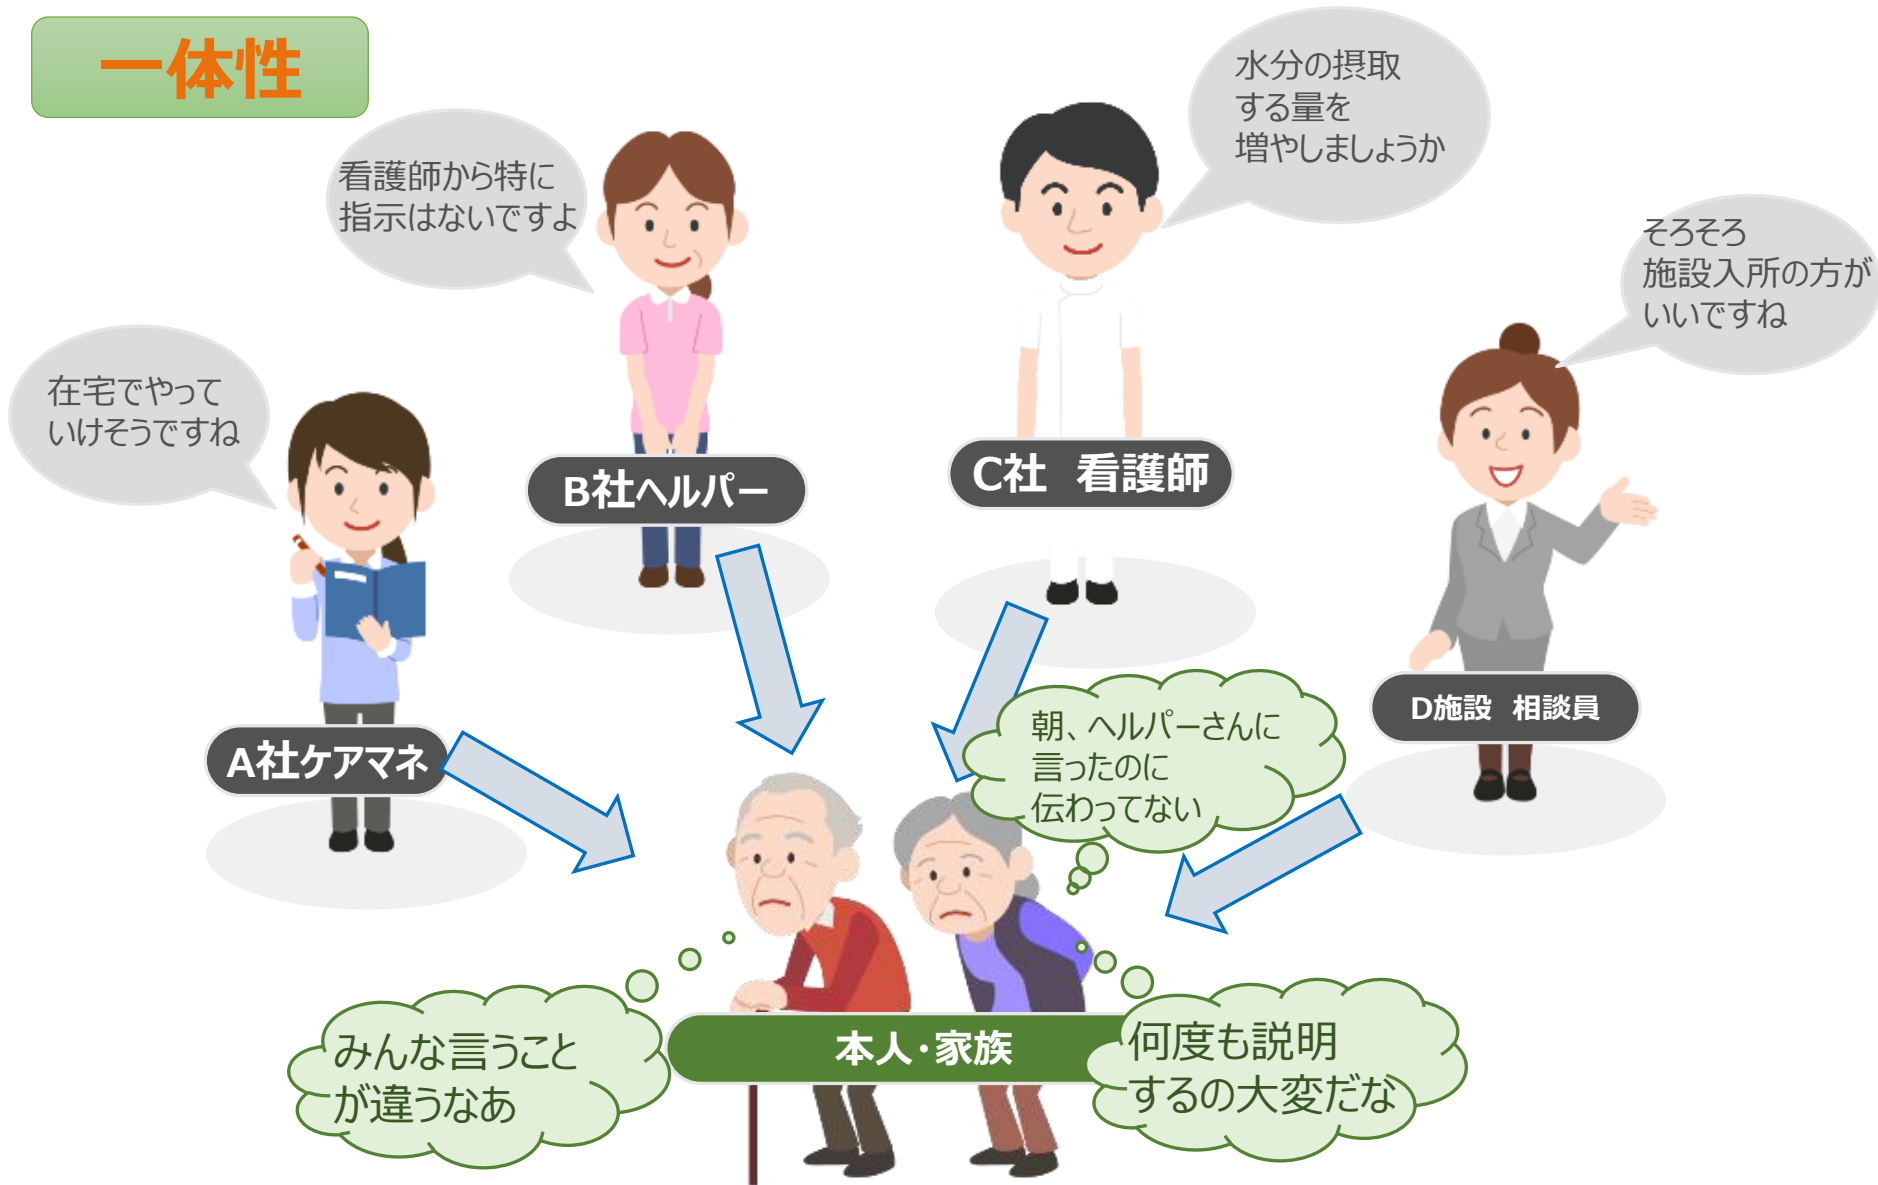 一体性
水分の摂取
する量を
増やしましょうか
看護師から特に
指示はないですよ
そろそろ
施設入所の方が
いいですね
在宅でやって
いけそうですね
B社ヘルパー
C社　看護師
D施設　相談員
A社ケアマネ
朝、ヘルパーさんに
言ったのに
伝わってない
みんな言うこと
が違うなあ
本人・家族
何度も説明
するの大変だな